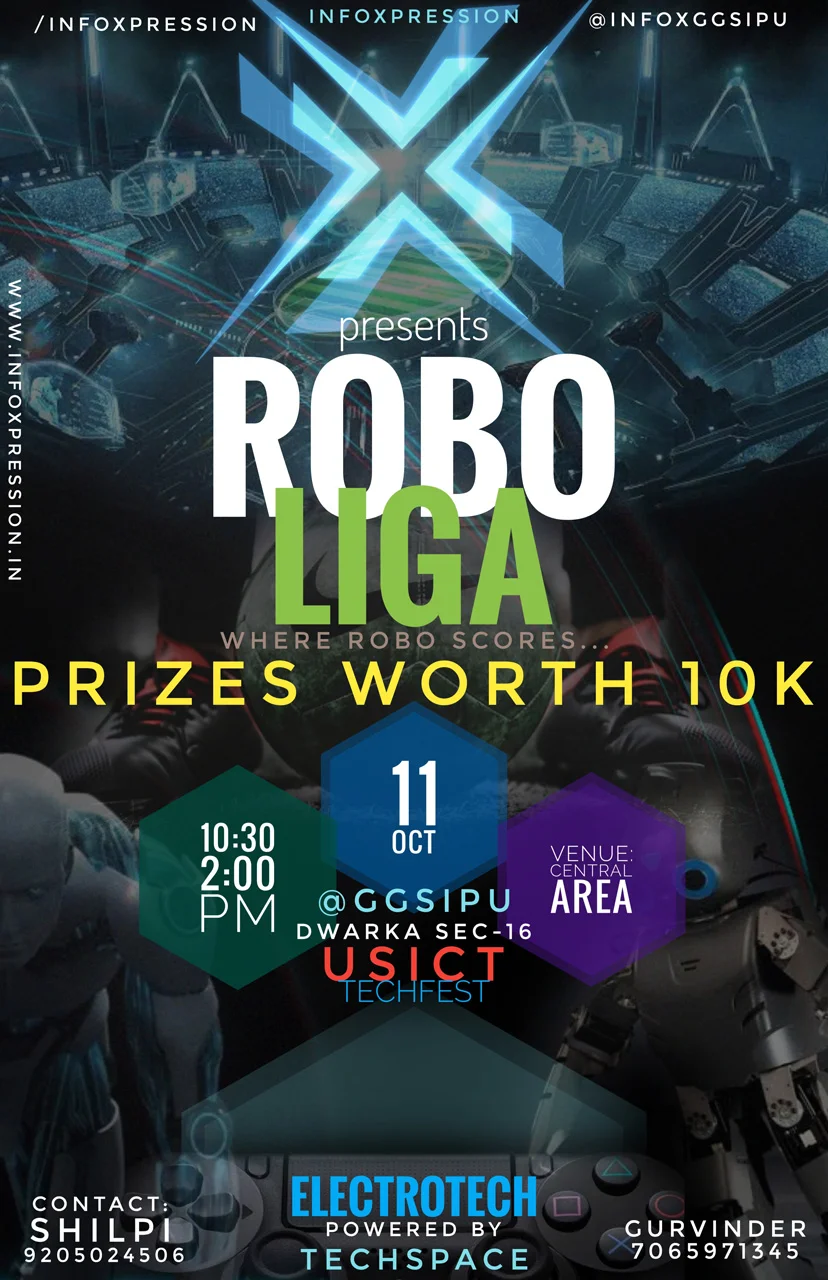 /INFOXPRESSION
INFOXPRESSION
@INFOXGGSIPU
WWW.INFOXPRESSION.IN
presents
ROBO
LIGA
WHERE ROBO SCORES...
PRIZES WORTH 10K
11
OCT
10:30
2:00
PM
VENUE:
CENTRAL
AREA
@GGSIPU
DWARKA SEC-16
USICT
TECHFEST
ELECTROTECH
POWERED BY
TECHSPACE
CONTACT:
SHILPI
9205024506
GURVINDER
7065971345